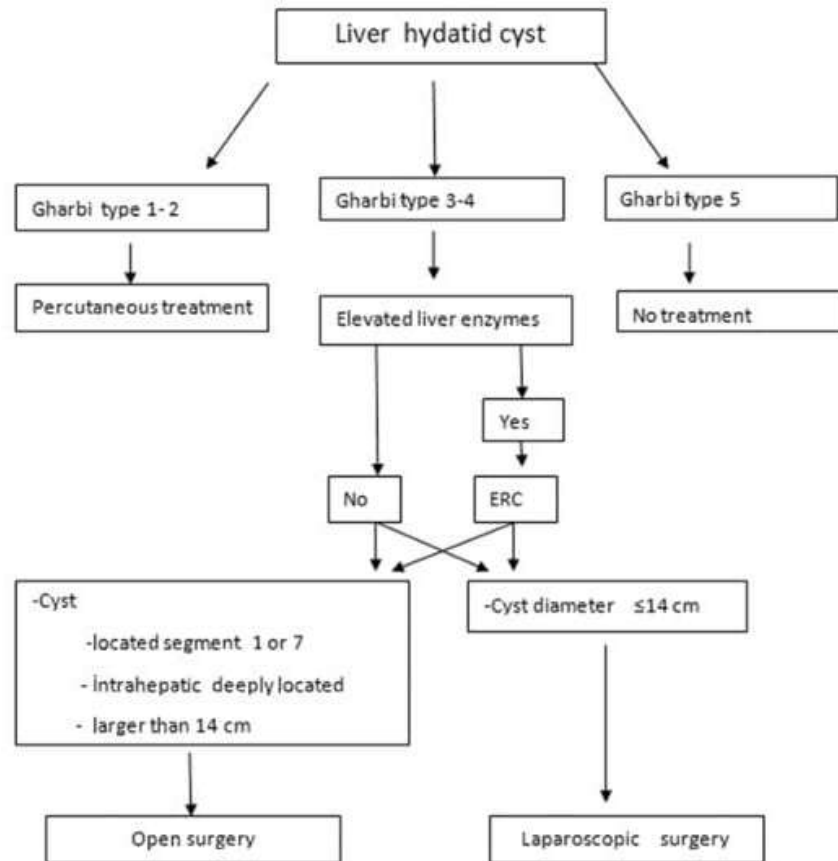 Liver hydatid cyst
Gharbi type 1-2
Gharbi type 3-4
Gharbi type 5
Percutaneous treatment
Elevated liver enzymes
No treatment
Yes
No
ERC
-Cyst
-located segment 1 or 7
-İntrahepatic deeply located
- larger than 14 cm
-Cyst diameter ≤14 cm
Open surgery
Laparoscopic surgery